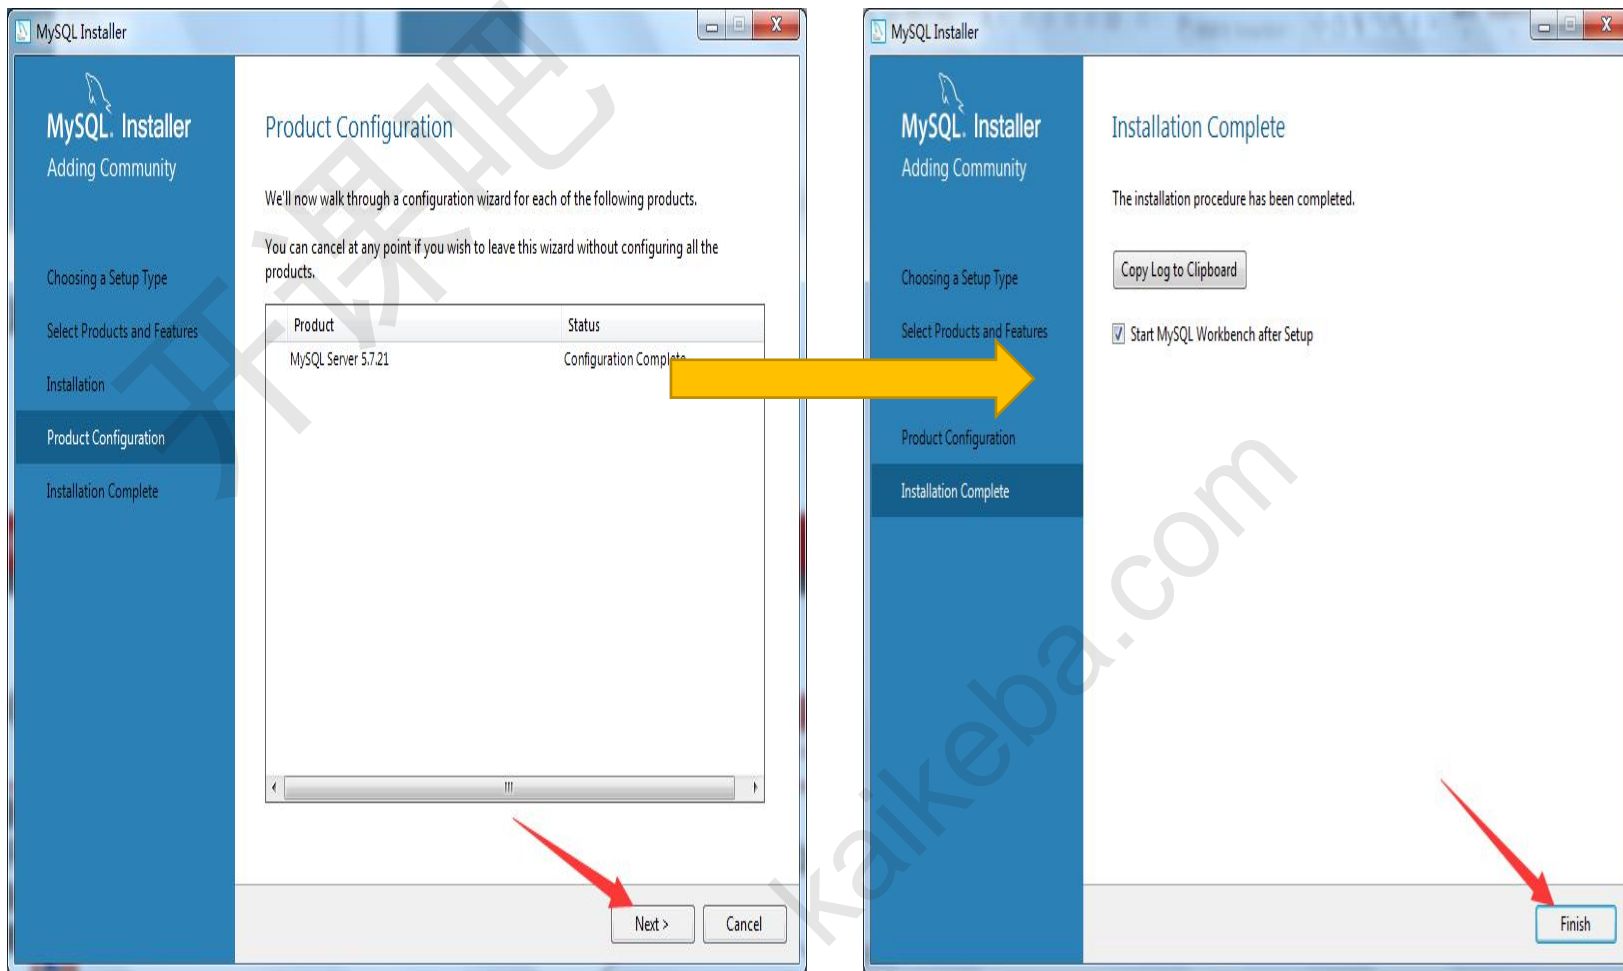 MySQL Installer
MySQL. Installer
Adding Community
Choosing a Setup Type
Select Products and Features
Installation
Product Configuration
Installation Complete
Product Configuration
We'll now walk through a configuration wizard for each of the following products.
You can cancel at any point if you wish to leave this wizard without configuring all the
products.
Product Status
MySQL Server 5.7.21 Configuration Complete
Next >
Cancel
MySQL Installer
MySQL. Installer
Adding Community
Choosing a Setup Type
Select Products and Features
Product Configuration
Installation Complete
Installation Complete
The installation procedure has been completed.
Copy Log to Clipboard
Start MySQL Workbench after Setup
Finish
开课吧
kaikeba.com